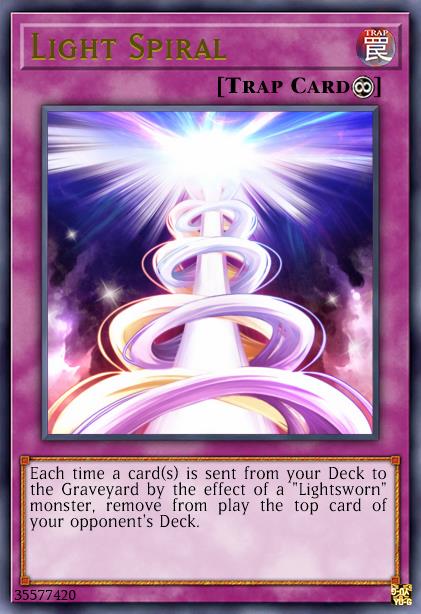 Light Spiral
TRAP
罠
[Trap Card]
Each time a card(s) is sent from your Deck to
the Graveyard by the effect of a "Lightsworn"
monster, remove from play the top card of
your opponent's Deck.
35577420